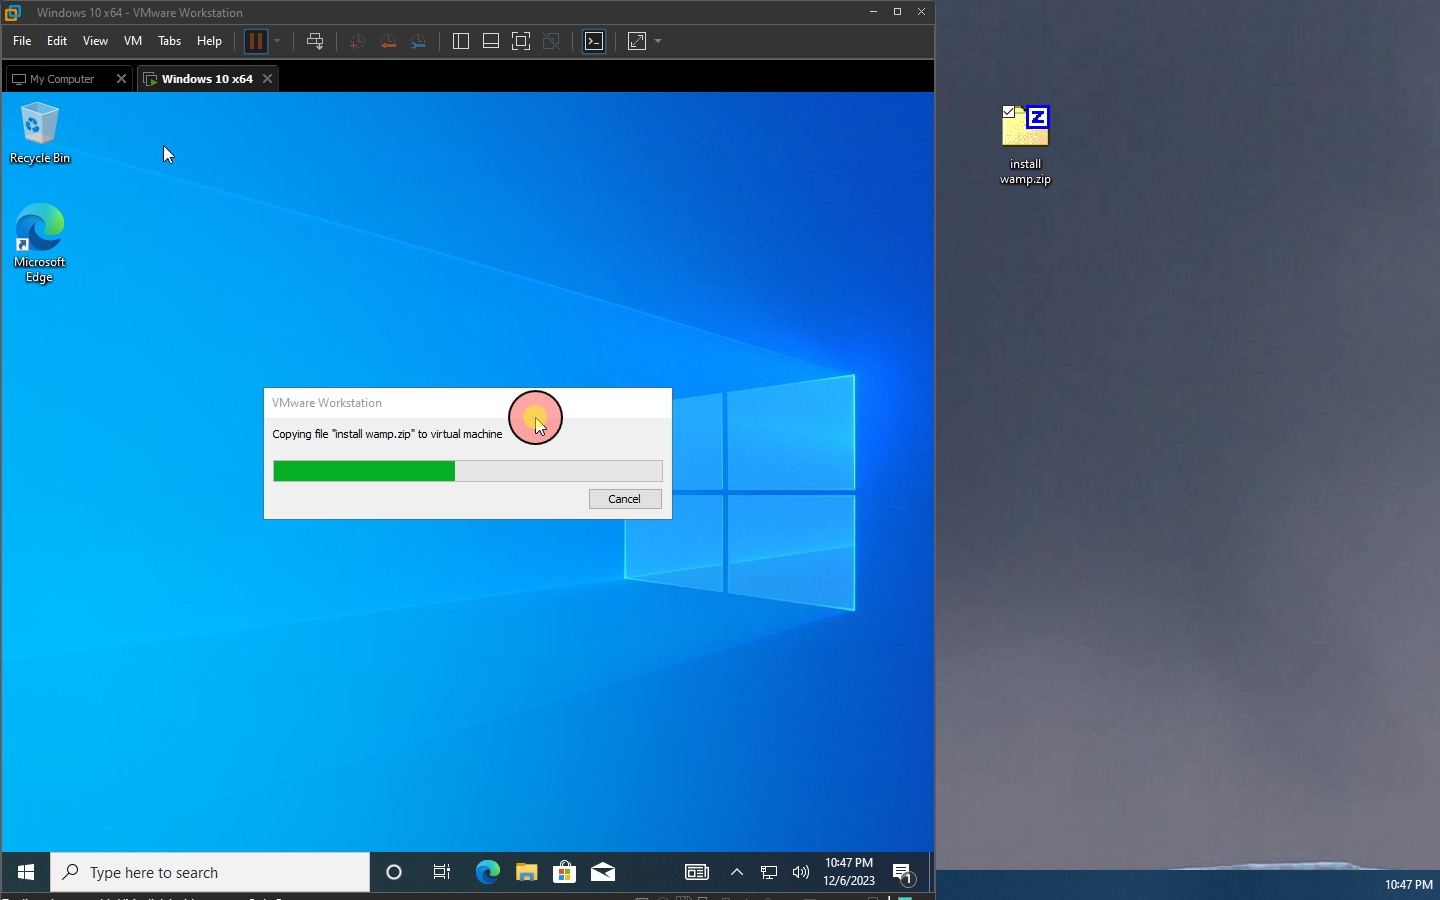 Windows 10 x64 - VMware Workstation
File Edit View VM Tabs Help
My Computer Windows 10 x64
Recycle Bin
Microsoft
Edge
install
wamp.zip
VMware Workstation
Copying file "install wamp.zip" to virtual machine
Cancel
Type here to search
10:47 PM
12/6/2023
1
10:47 PM